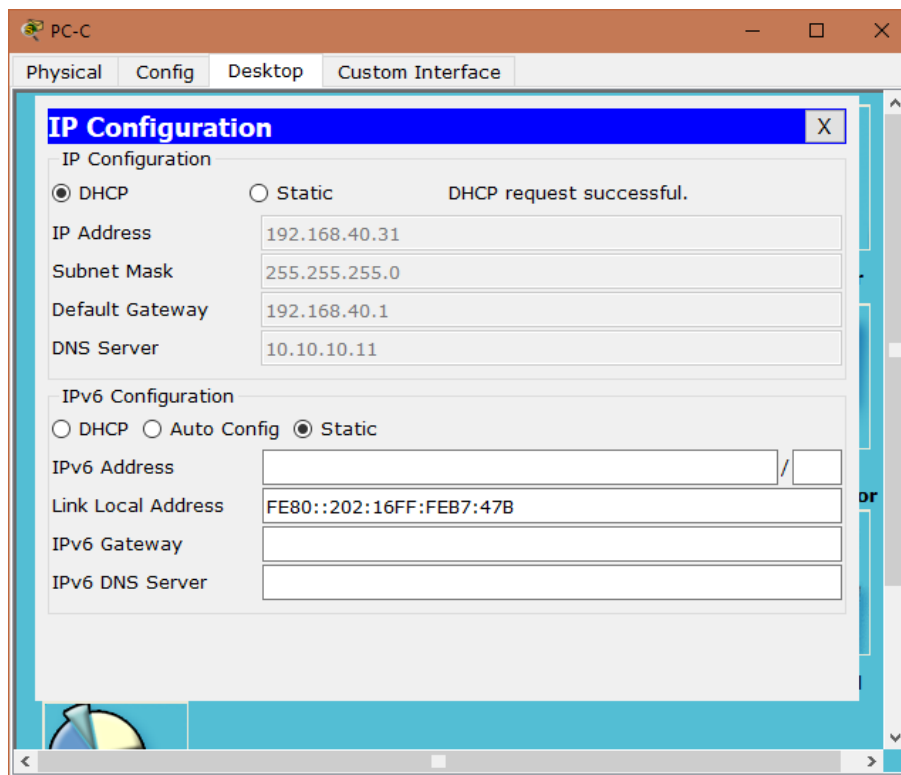 PC-C
Physical Config Desktop Custom Interface
IP Configuration X
IP Configuration
DHCP Static DHCP request successful.
IP Address 192.168.40.31
Subnet Mask 255.255.255.0
Default Gateway 192.168.40.1
DNS Server 10.10.10.11
IPv6 Configuration
DHCP Auto Config Static
IPv6 Address /
Link Local Address FE80::202:16FF:FEB7:47B
IPv6 Gateway
IPv6 DNS Server